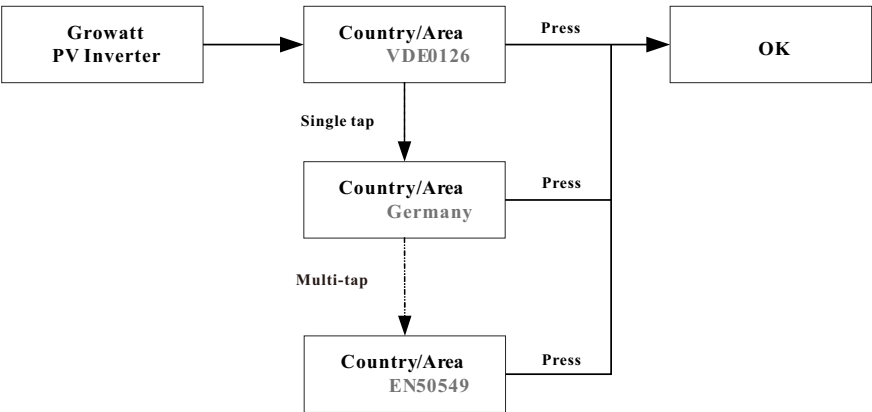 Growatt
PV Inverter
Country/Area
VDE0126
Press
OK
Single tap
Country/Area
Germany
Press
Multi-tap
Country/Area
EN50549
Press